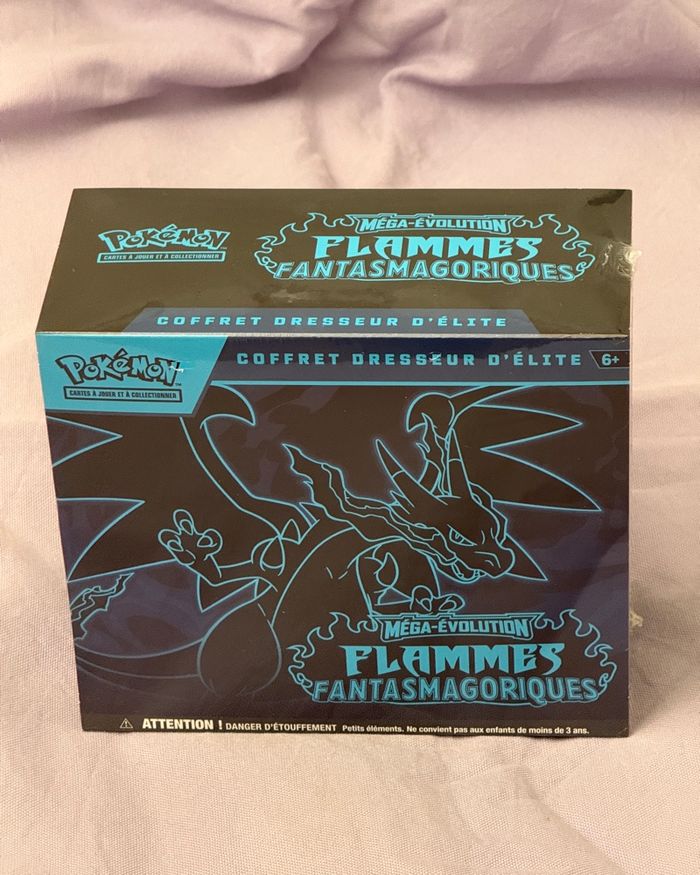 POKéMON
CARTES À JOUER ET À COLLECTIONNER
MÉGA-ÉVOLUTION
FLAMMES
FANTASMAGORIQUES
COFFRET DRESSEUR D'ÉLITE
POKéMON
CARTES À JOUER ET À COLLECTIONNER
COFFRET DRESSEUR D'ÉLITE 6+
MÉGA-ÉVOLUTION
FLAMMES
FANTASMAGORIQUES
ATTENTION ! DANGER D'ÉTOUFFEMENT Petits éléments. Ne convient pas aux enfants de moins de 3 ans.